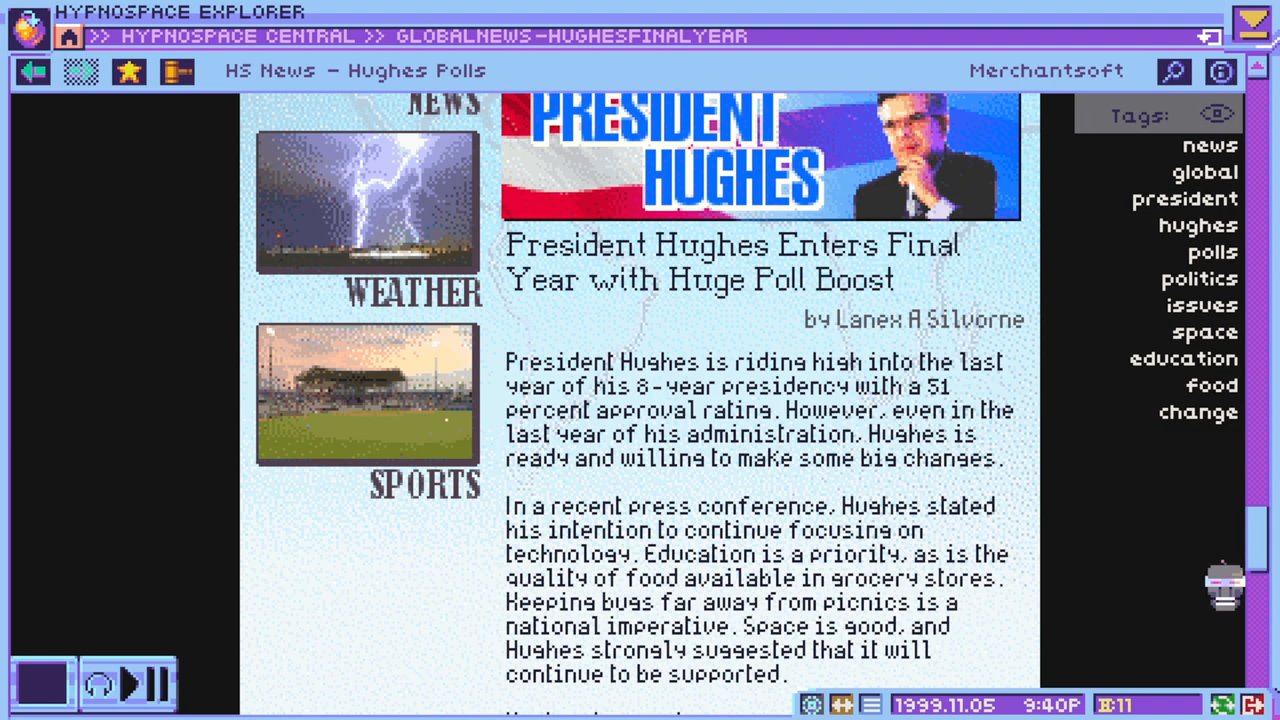 HYPNOSPACE EXPLORER
>> HYPNOSPACE CENTRAL >> GLOBALNEWS-HUGHESFINALYEAR
HS News - Hughes Polls
Merchantsoft
NEWS
WEATHER
SPORTS
PRESIDENT
HUGHES
President Hughes Enters Final
Year with Huge Poll Boost
by Lanex A Silvorne
President Hughes is riding high into the last
year of his 8-year presidency with a 51
percent approval rating. However, even in the
last year of his administration, Hughes is
ready and willing to make some big changes.
In a recent press conference, Hughes stated
his intention to continue focusing on
technology. Education is a priority, as is the
quality of food available in grocery stores.
Keeping bugs far away from picnics is a
national imperative. Space is good, and
Hughes strongly suggested that it will
continue to be supported.
Tags:
news
global
president
hughes
polls
politics
issues
space
education
food
change
1999.11.05 9:40P
:11